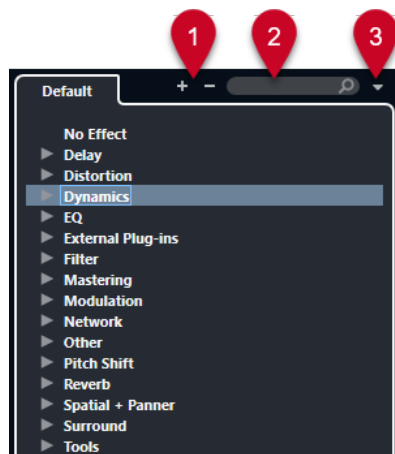 1 2 3
Default + −
No Effect
Delay
Distortion
Dynamics
EQ
External Plug-ins
Filter
Mastering
Modulation
Network
Other
Pitch Shift
Reverb
Spatial + Panner
Surround
Tools